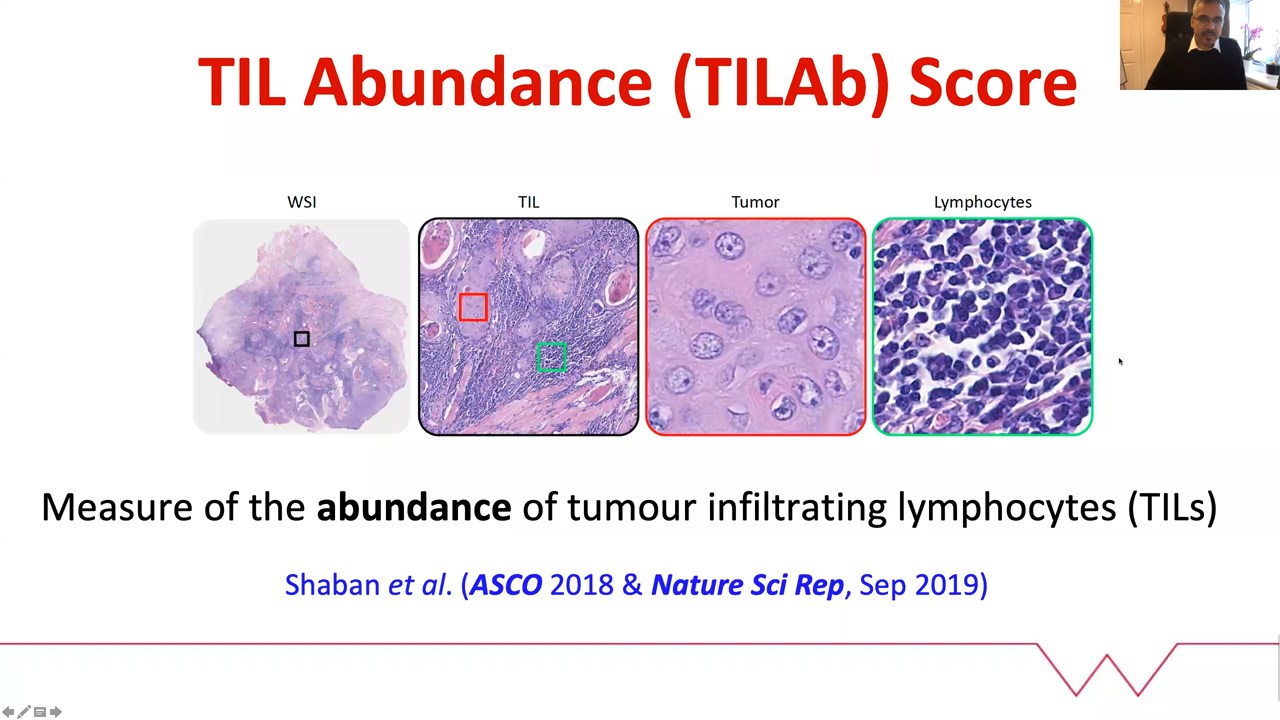 TIL Abundance (TILAb) Score
WSI
TIL
Tumor
Lymphocytes
Measure of the abundance of tumour infiltrating lymphocytes (TILs)
Shaban et al. (ASCO 2018 & Nature Sci Rep, Sep 2019)